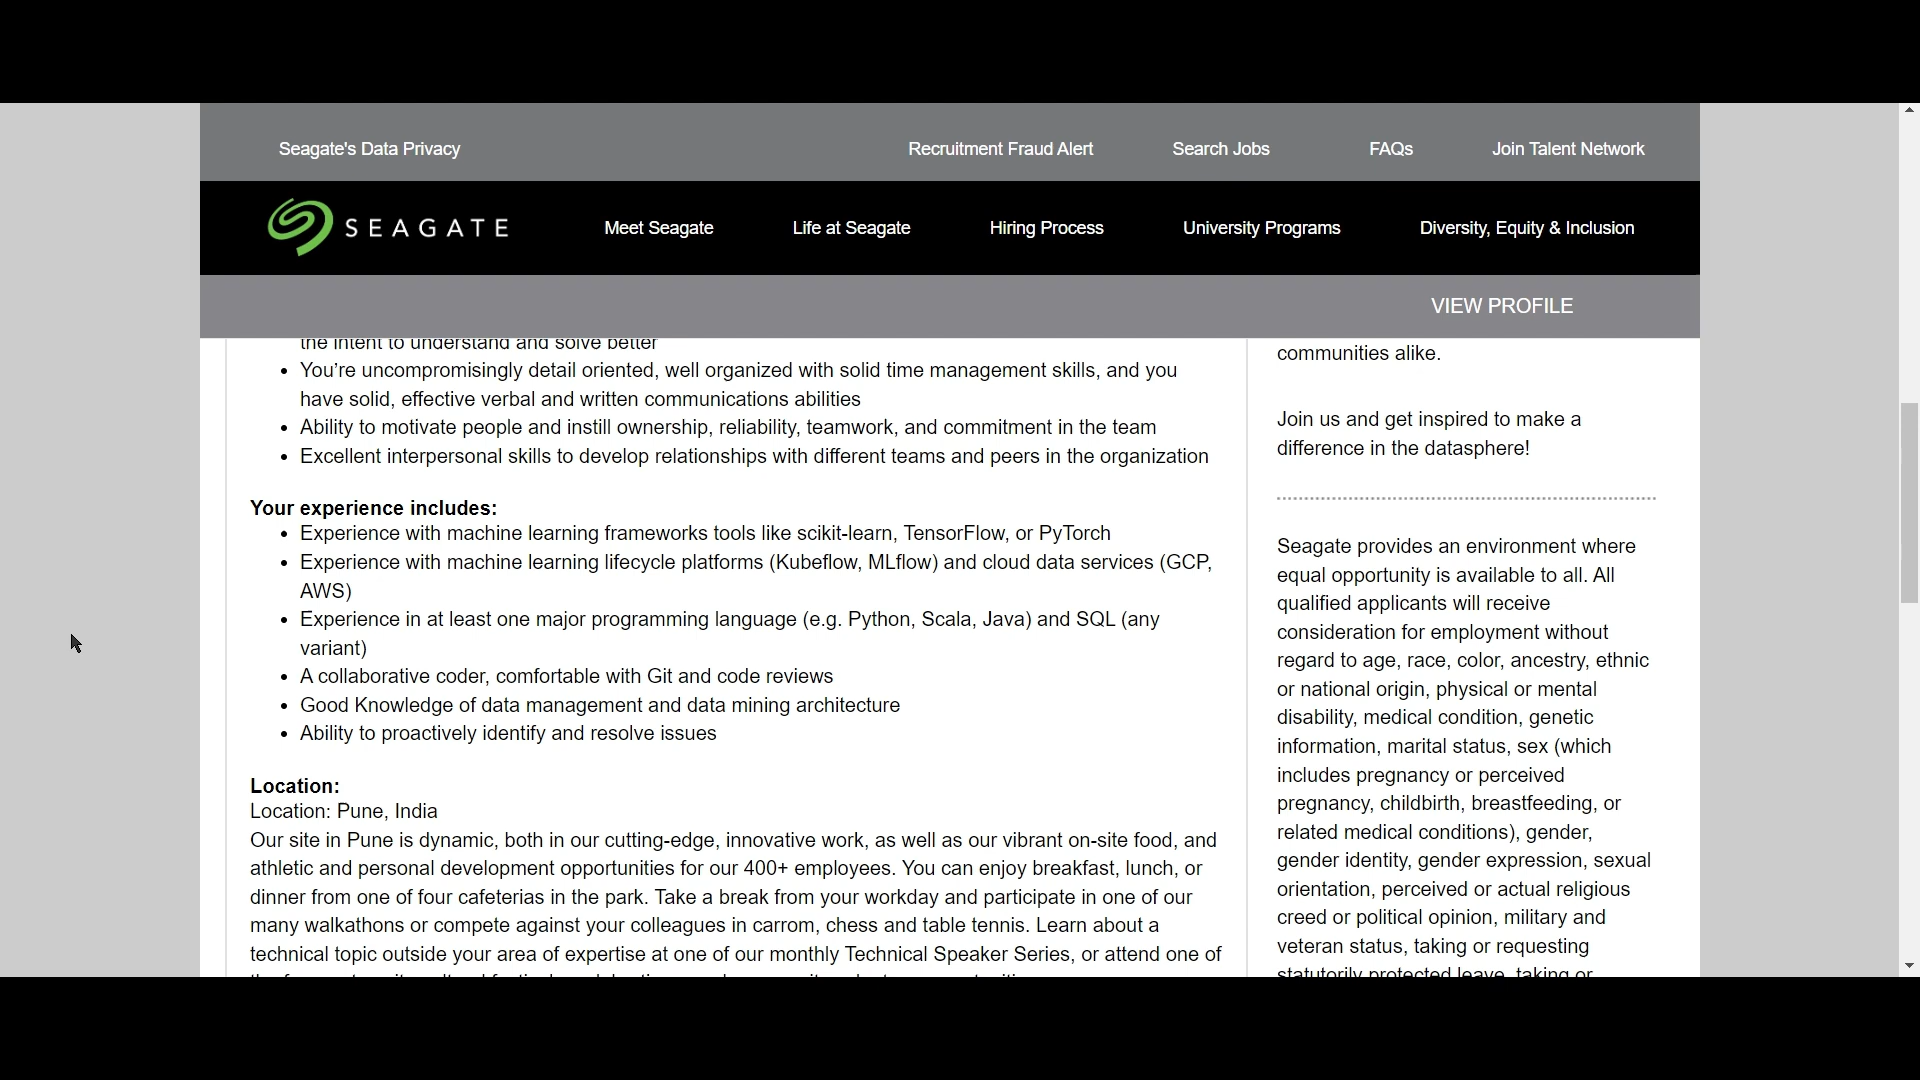 Seagate's Data Privacy
Recruitment Fraud Alert
Search Jobs
FAQs
Join Talent Network
SEAGATE
Meet Seagate
Life at Seagate
Hiring Process
University Programs
Diversity, Equity & Inclusion
VIEW PROFILE
the intent to understand and solve better
• You’re uncompromisingly detail oriented, well organized with solid time management skills, and you
have solid, effective verbal and written communications abilities
• Ability to motivate people and instill ownership, reliability, teamwork, and commitment in the team
• Excellent interpersonal skills to develop relationships with different teams and peers in the organization
Your experience includes:
• Experience with machine learning frameworks tools like scikit-learn, TensorFlow, or PyTorch
• Experience with machine learning lifecycle platforms (Kubeflow, MLflow) and cloud data services (GCP,
AWS)
• Experience in at least one major programming language (e.g. Python, Scala, Java) and SQL (any
variant)
• A collaborative coder, comfortable with Git and code reviews
• Good Knowledge of data management and data mining architecture
• Ability to proactively identify and resolve issues
Location:
Location: Pune, India
Our site in Pune is dynamic, both in our cutting-edge, innovative work, as well as our vibrant on-site food, and
athletic and personal development opportunities for our 400+ employees. You can enjoy breakfast, lunch, or
dinner from one of four cafeterias in the park. Take a break from your workday and participate in one of our
many walkathons or compete against your colleagues in carrom, chess and table tennis. Learn about a
technical topic outside your area of expertise at one of our monthly Technical Speaker Series, or attend one of
communities alike.
Join us and get inspired to make a
difference in the datasphere!
Seagate provides an environment where
equal opportunity is available to all. All
qualified applicants will receive
consideration for employment without
regard to age, race, color, ancestry, ethnic
or national origin, physical or mental
disability, medical condition, genetic
information, marital status, sex (which
includes pregnancy or perceived
pregnancy, childbirth, breastfeeding, or
related medical conditions), gender,
gender identity, gender expression, sexual
orientation, perceived or actual religious
creed or political opinion, military and
veteran status, taking or requesting
statutorily protected leave, taking or